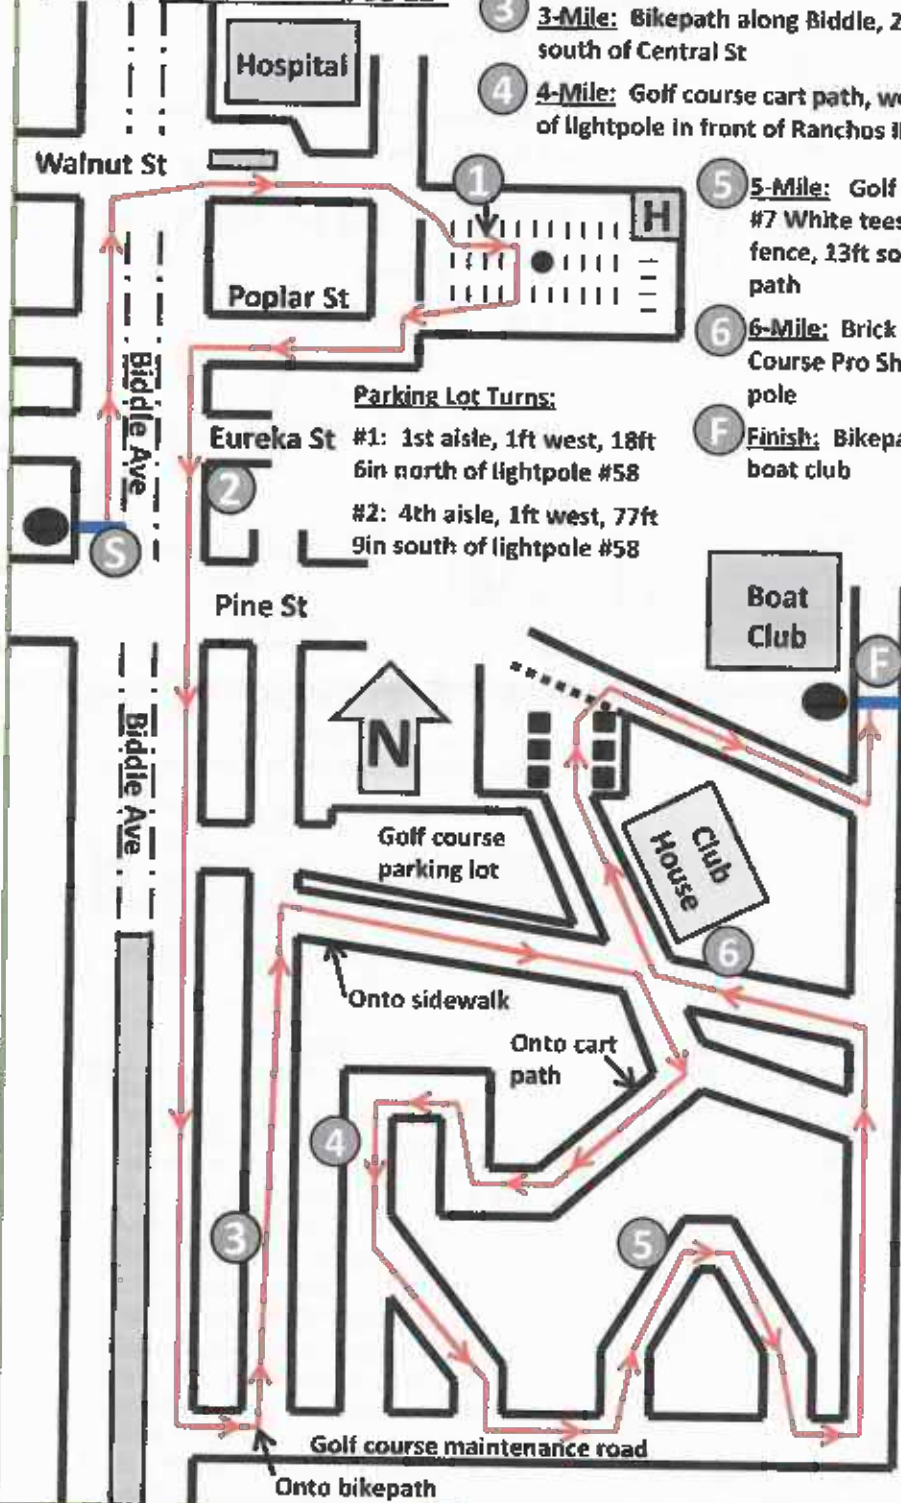 3
3-Mile: Bikepath along Biddle, 2
south of Central St
4
4-Mile: Golf course cart path, we
of lightpole in front of Ranchos
Hospital
Walnut St
1
H
5
5-Mile: Golf
#7 White tees
fence, 13ft so
path
Poplar St
6
6-Mile: Brick
Course Pro Sh
pole
Biddle Ave
Parking Lot Turns:
#1: 1st aisle, 1ft west, 18ft
6in north of lightpole #58
#2: 4th aisle, 1ft west, 77ft
9in south of lightpole #58
F
Finish: Bikepa
boat club
Eureka St
2
S
Pine St
Boat
Club
F
N
Biddle Ave
Golf course
parking lot
Club
House
6
Onto sidewalk
Onto cart
path
4
3
5
Golf course maintenance road
Onto bikepath